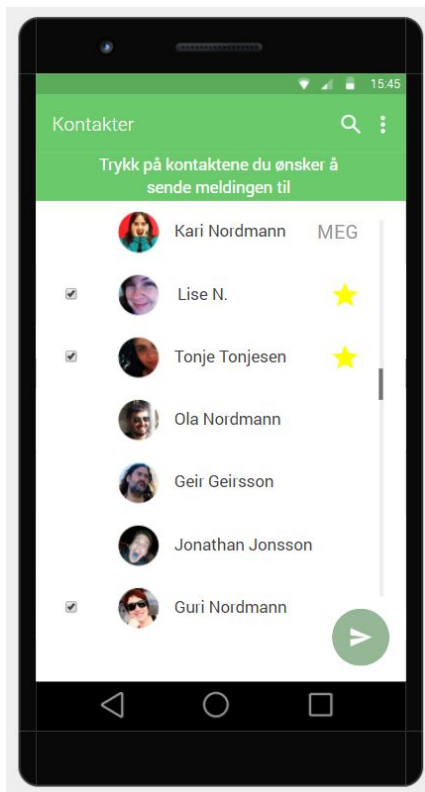 15:45
Kontakter
Trykk på kontaktene du ønsker å
sende meldingen til
Kari Nordmann MEG
Lise N.
Tonje Tonjesen
Ola Nordmann
Geir Geirsson
Jonathan Jonsson
Guri Nordmann